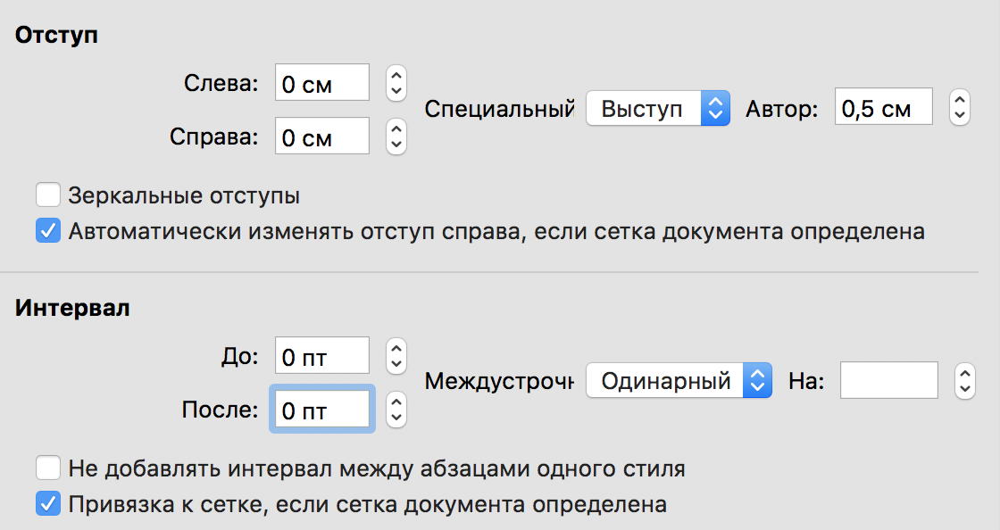 Отступ
Слева: 0 см
Специальный Выступ Автор: 0,5 см
Справа: 0 см
Зеркальные отступы
Автоматически изменять отступ справа, если сетка документа определена
Интервал
До: 0 пт
Междустрочн Одинарный На:
После: 0 пт
Не добавлять интервал между абзацами одного стиля
Привязка к сетке, если сетка документа определена